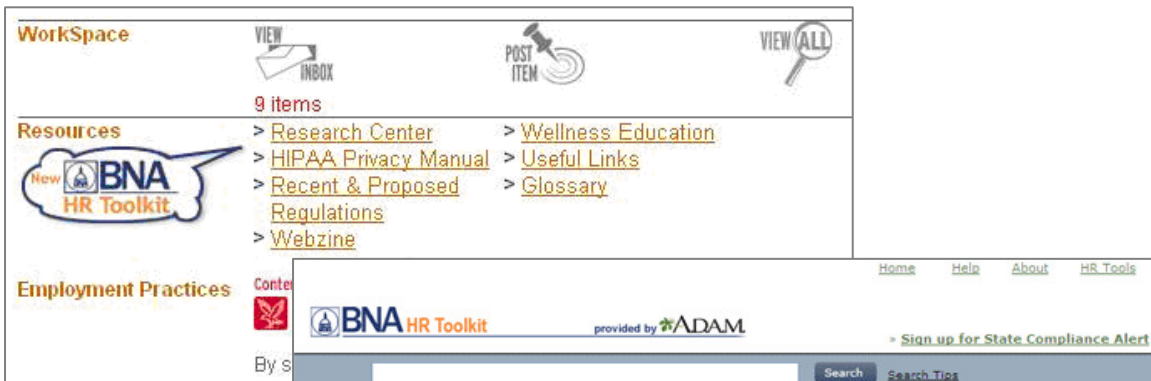 WorkSpace
VIEW INBOX
POST ITEM
VIEW ALL
9 items
Resources
New BNA HR Toolkit
> Research Center
> HIPAA Privacy Manual
> Recent & Proposed
Regulations
> Webzine
> Wellness Education
> Useful Links
> Glossary
Employment Practices
By s
Home Help About HR Tools
BNA HR Toolkit provided by ADAM
» Sign up for State Compliance Alert
Search Search Tips